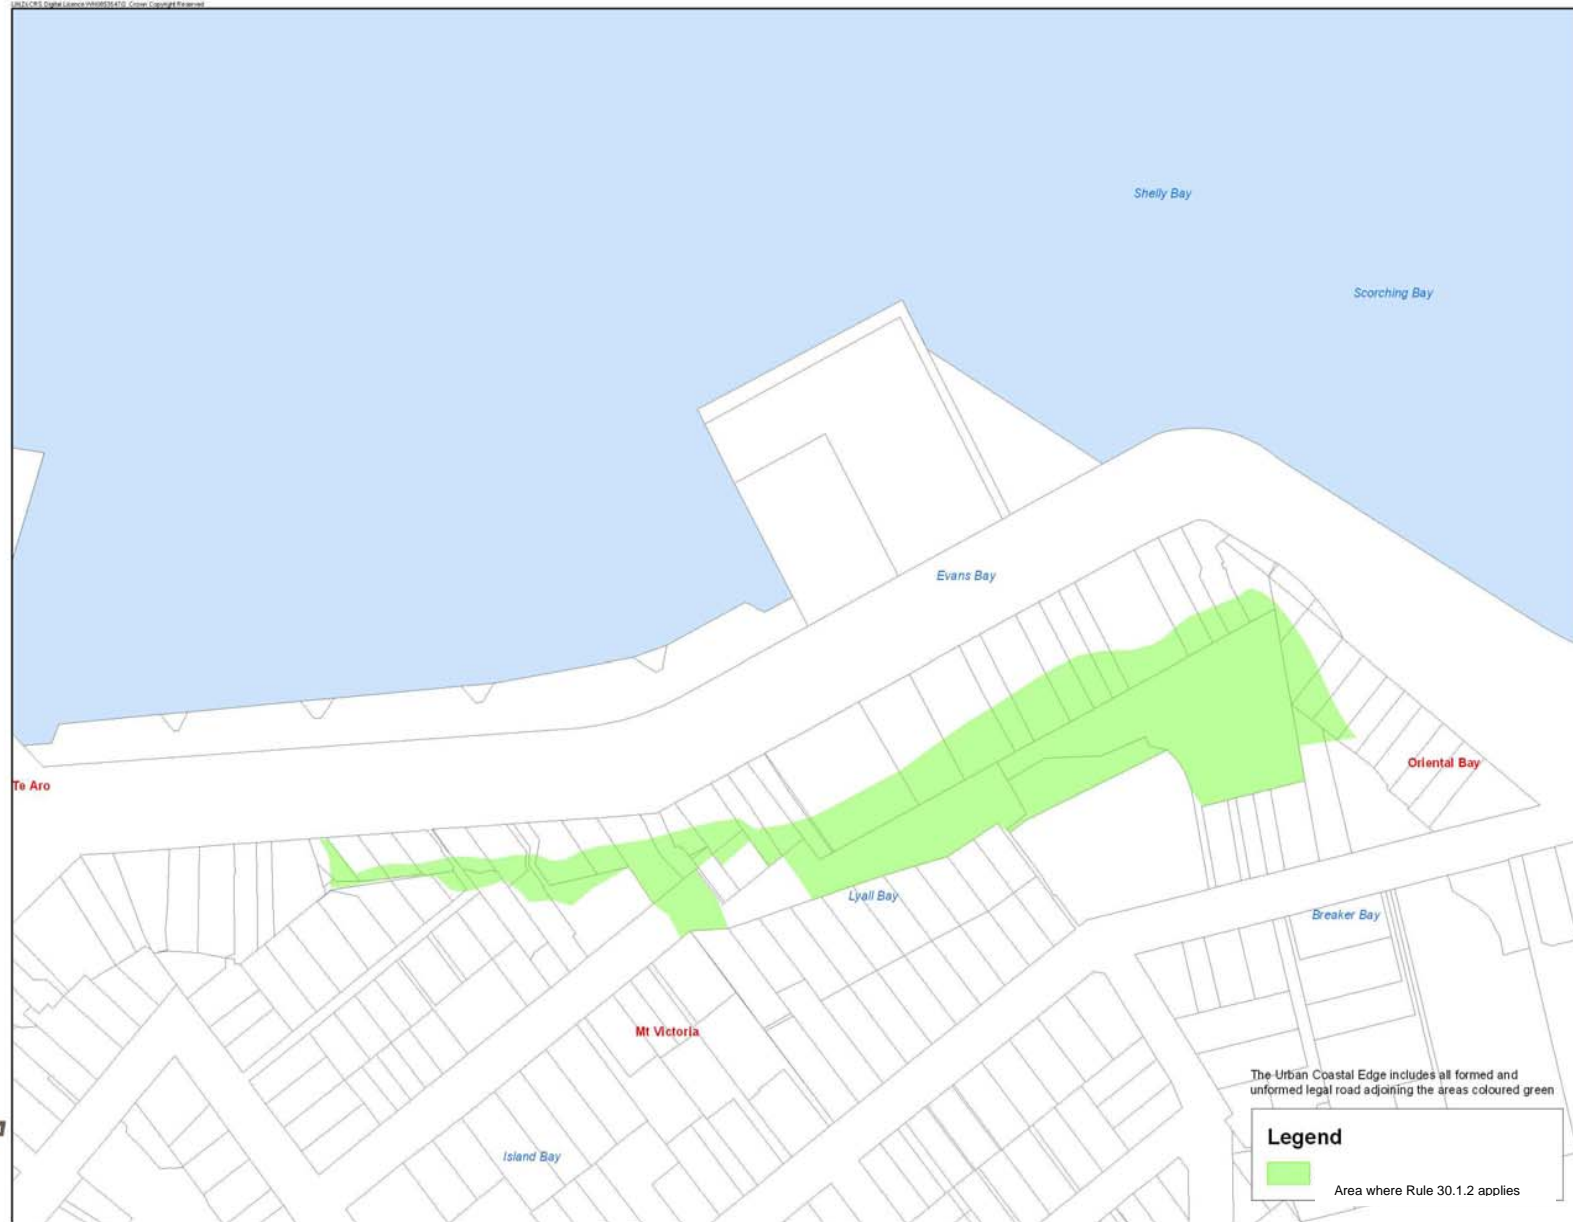 Shelly Bay
Scorching Bay
Evans Bay
Te Aro
Oriental Bay
Lyall Bay
Breaker Bay
Mt Victoria
The Urban Coastal Edge includes all formed and
unformed legal road adjoining the areas coloured green
Legend
Area where Rule 30.1.2 applies
Island Bay